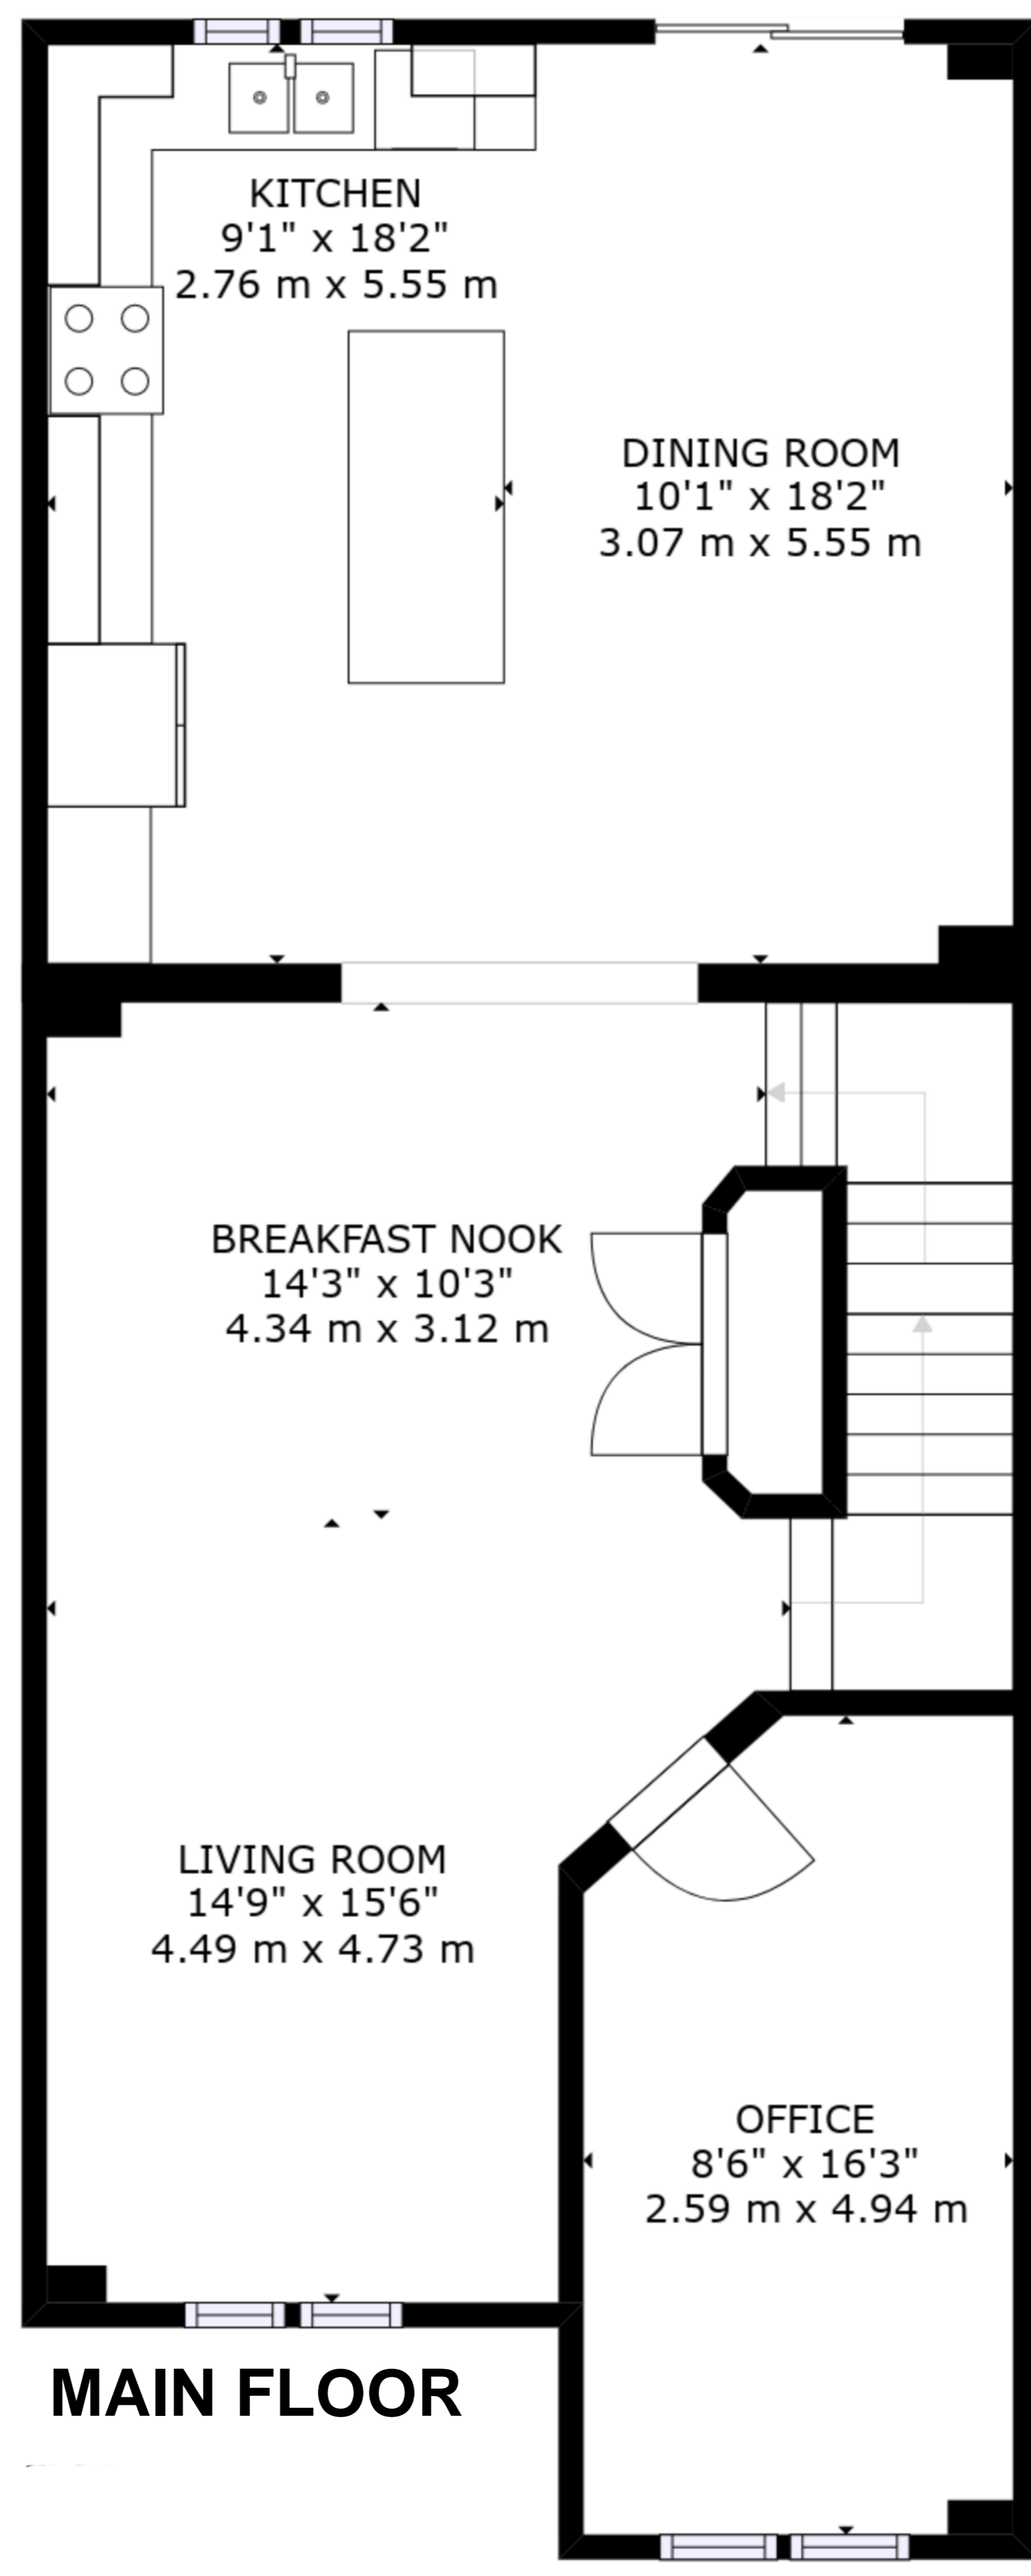 KITCHEN
9'1" x 18'2"
2.76 m x 5.55 m
DINING ROOM
10'1" x 18'2"
3.07 m x 5.55 m
BREAKFAST NOOK
14'3" x 10'3"
4.34 m x 3.12 m
LIVING ROOM
14'9" x 15'6"
4.49 m x 4.73 m
OFFICE
8'6" x 16'3"
2.59 m x 4.94 m
MAIN FLOOR